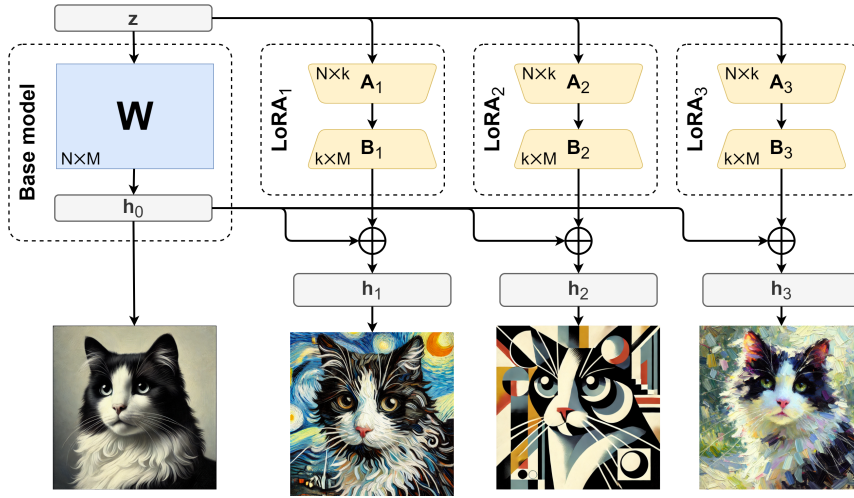 z
Base model
W
N×M
h₀
LoRA₁
N×k
A₁
k×M
B₁
h₁
LoRA₂
N×k
A₂
k×M
B₂
h₂
LoRA₃
N×k
A₃
k×M
B₃
h₃